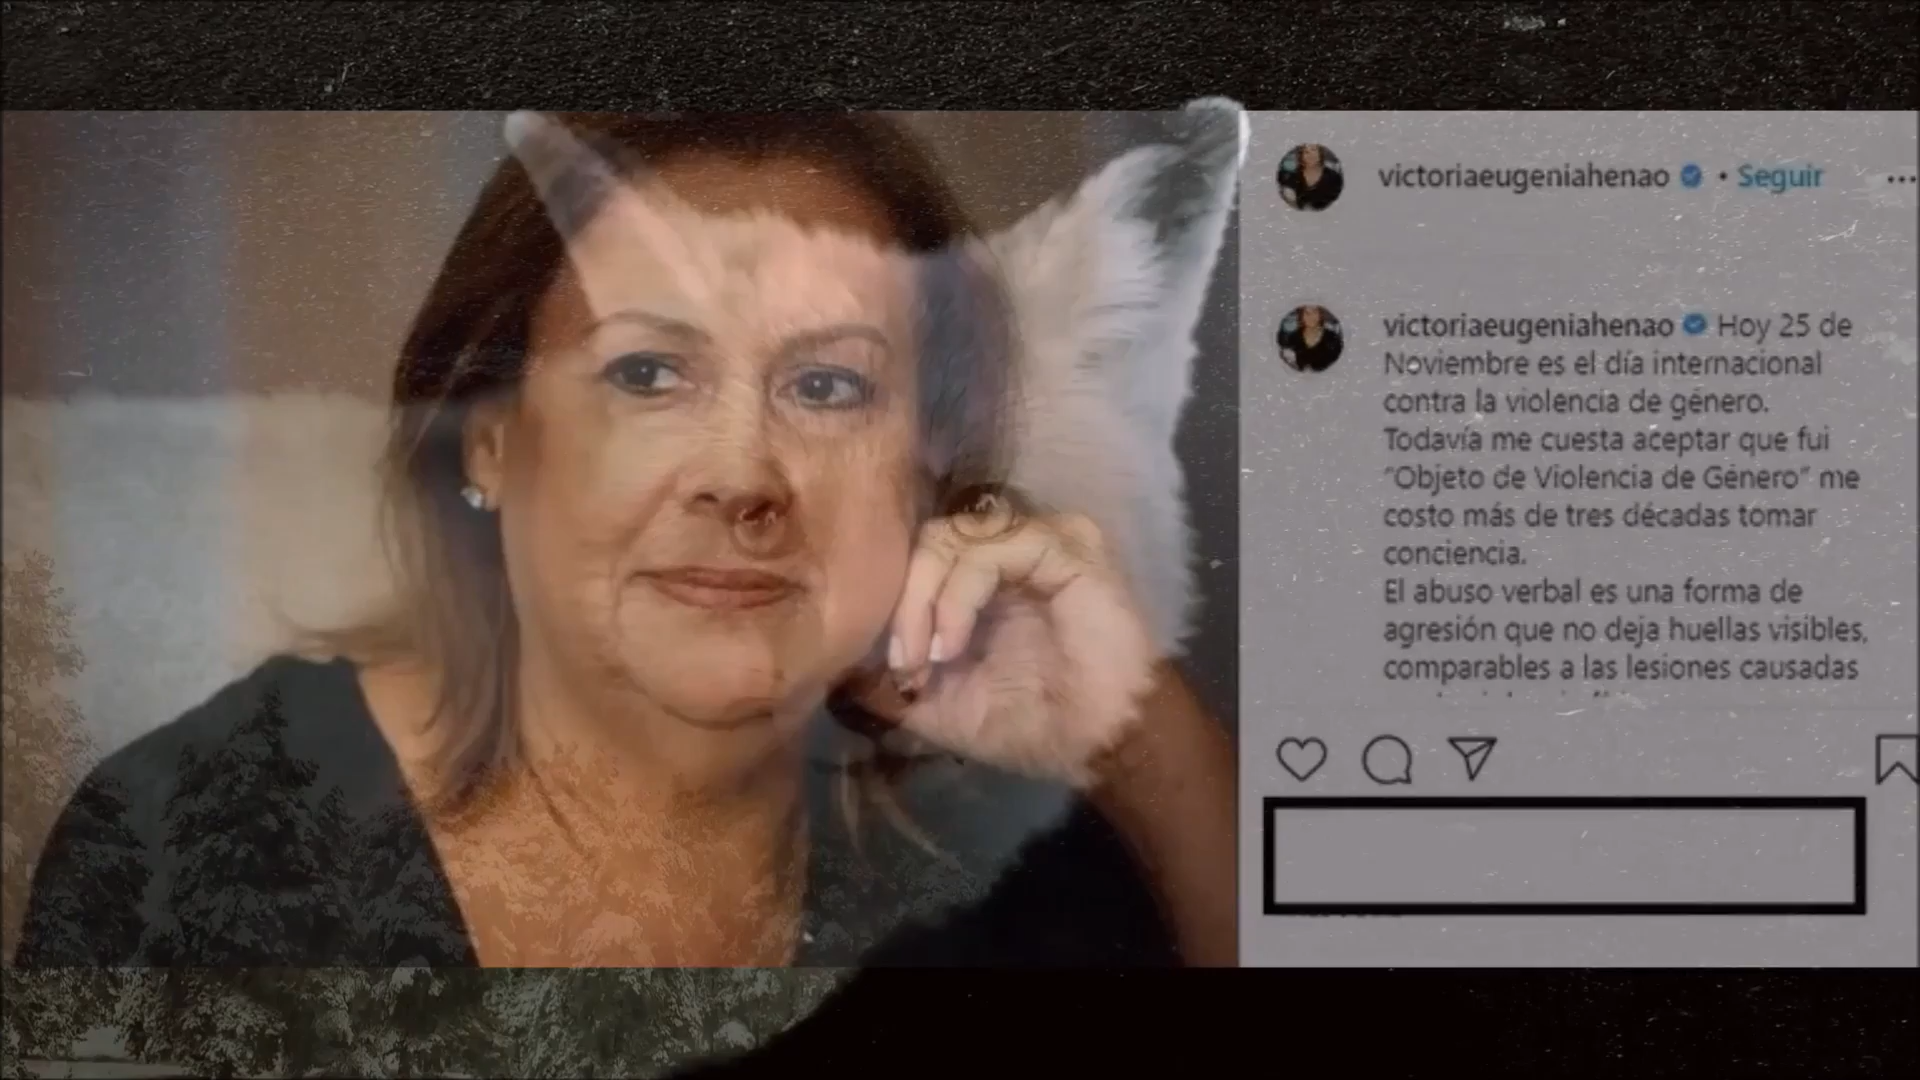 victoriaeugeniahenao • Seguir
victoriaeugeniahenao Hoy 25 de
Noviembre es el día internacional
contra la violencia de género.
Todavía me cuesta aceptar que fui
"Objeto de Violencia de Género" me
costo más de tres décadas tomar
conciencia.
El abuso verbal es una forma de
agresión que no deja huellas visibles,
comparables a las lesiones causadas